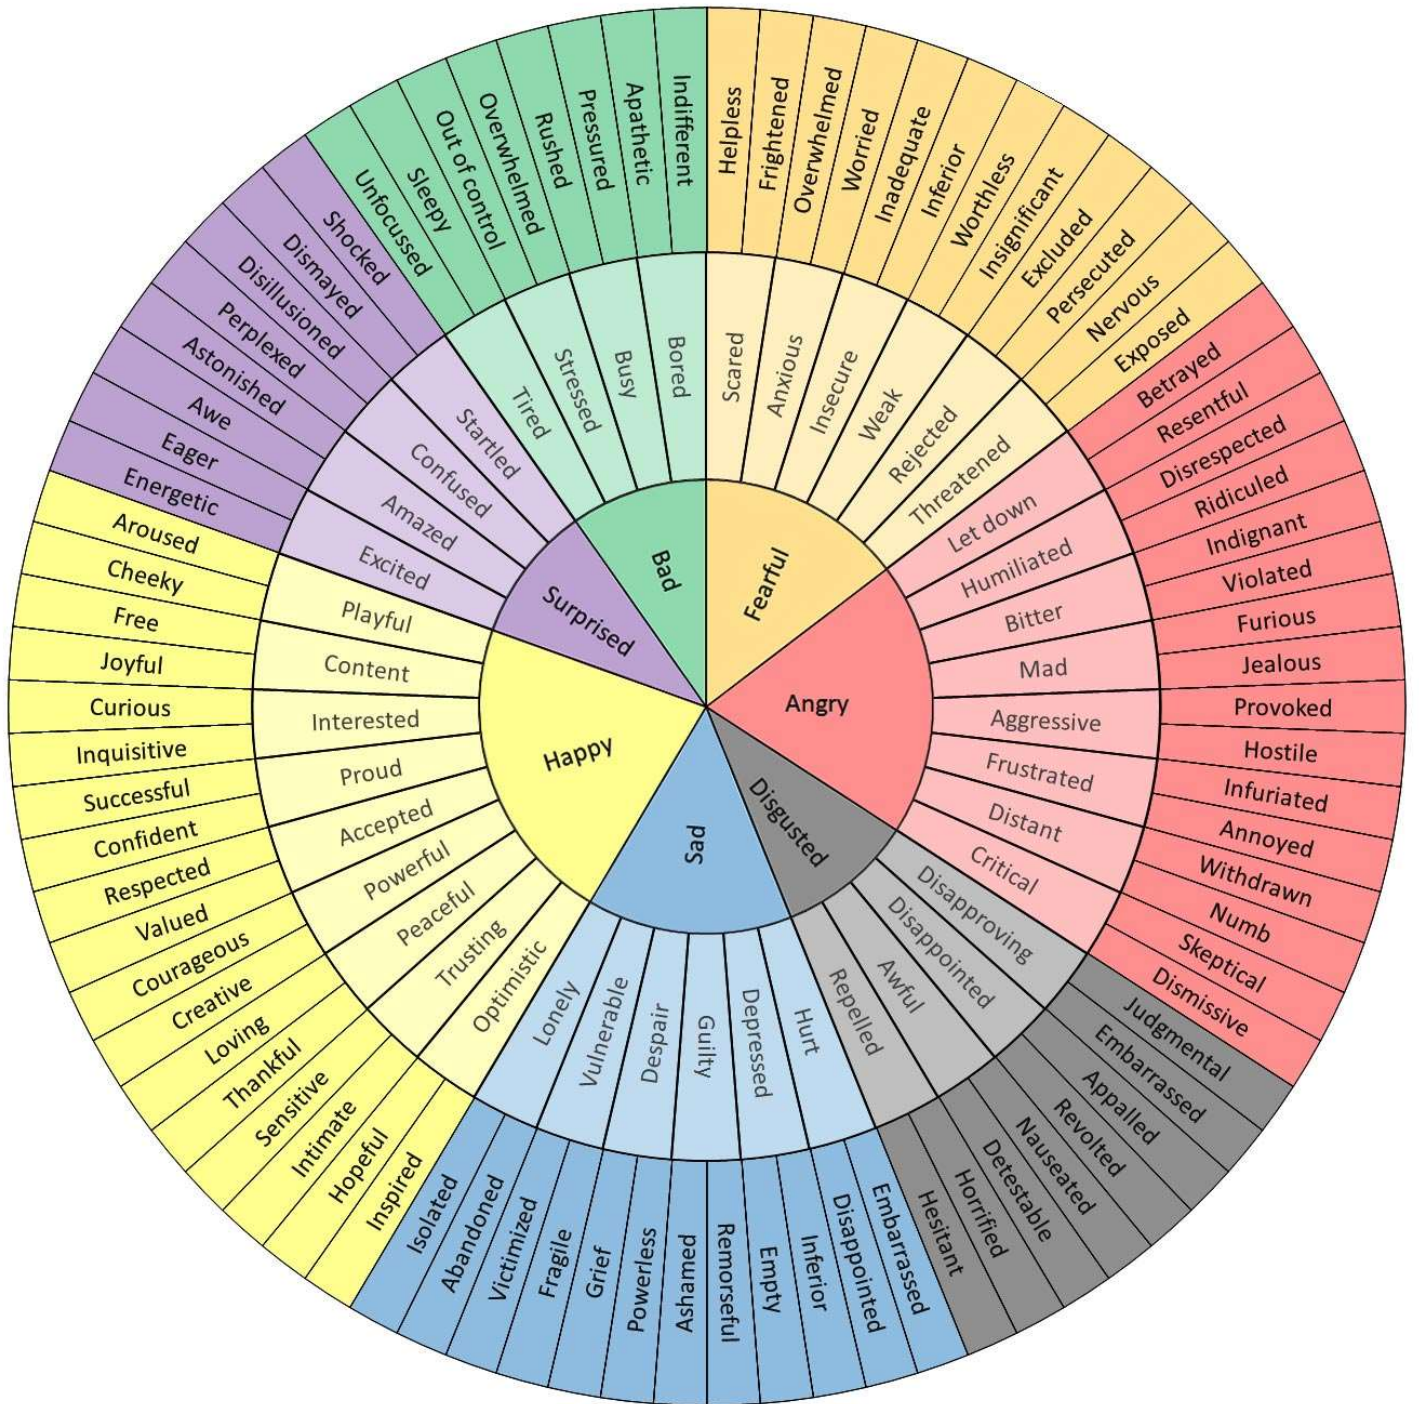 Fearful
Angry
Disgusted
Sad
Happy
Surprised
Bad
Scared
Anxious
Insecure
Weak
Rejected
Threatened
Let down
Humiliated
Bitter
Mad
Aggressive
Frustrated
Distant
Critical
Disapproving
Disappointed
Awful
Repelled
Hurt
Depressed
Guilty
Despair
Vulnerable
Lonely
Optimistic
Trusting
Peaceful
Powerful
Accepted
Proud
Interested
Content
Playful
Excited
Amazed
Confused
Startled
Tired
Stressed
Busy
Bored
Helpless
Frightened
Overwhelmed
Worried
Inadequate
Inferior
Worthless
Insignificant
Excluded
Persecuted
Nervous
Exposed
Betrayed
Resentful
Disrespected
Ridiculed
Indignant
Violated
Furious
Jealous
Provoked
Hostile
Infuriated
Annoyed
Withdrawn
Numb
Skeptical
Dismissive
Judgmental
Embarrassed
Appalled
Revolted
Nauseated
Detestable
Horrified
Hesitant
Embarrassed
Disappointed
Inferior
Empty
Remorseful
Ashamed
Powerless
Grief
Fragile
Victimized
Abandoned
Isolated
Inspired
Hopeful
Intimate
Sensitive
Thankful
Loving
Creative
Courageous
Valued
Respected
Confident
Successful
Inquisitive
Curious
Joyful
Free
Cheeky
Aroused
Energetic
Eager
Awe
Astonished
Perplexed
Disillusioned
Dismayed
Shocked
Unfocussed
Sleepy
Out of control
Overwhelmed
Rushed
Pressured
Apathetic
Indifferent